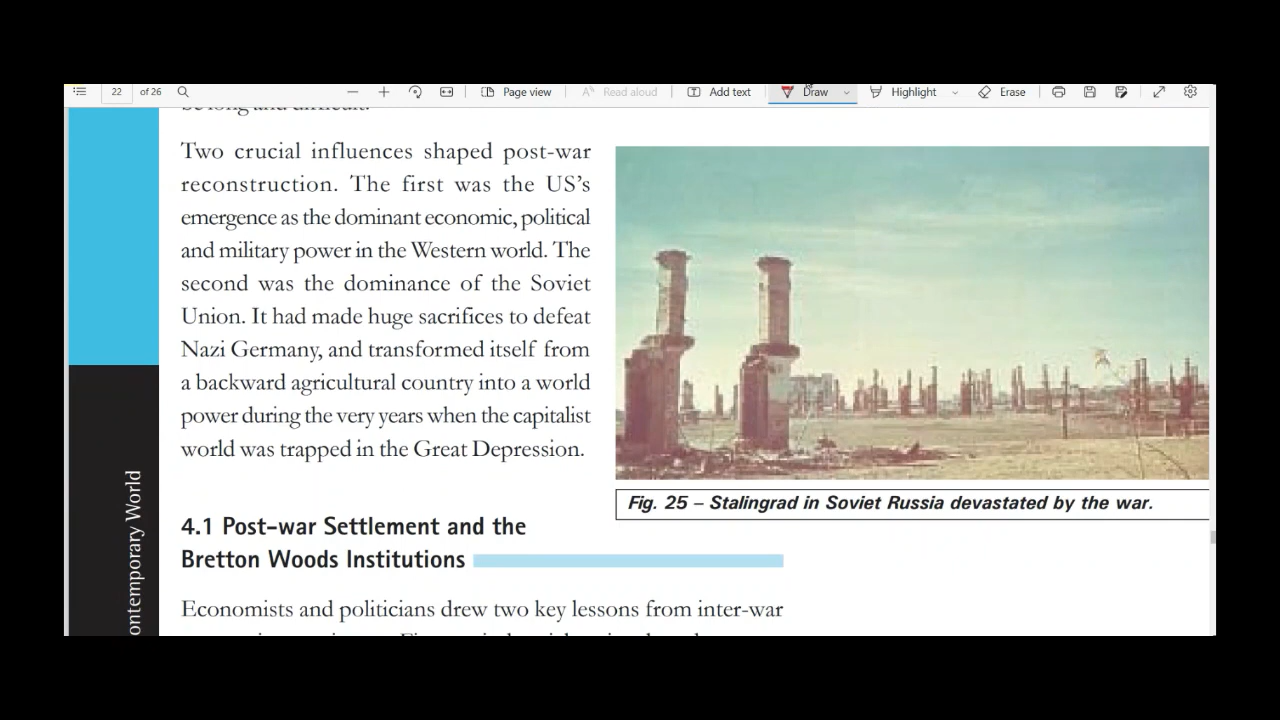 22 of 26 Page view Read aloud Add text Draw Highlight Erase
be long and difficult.
Two crucial influences shaped post-war
reconstruction. The first was the US's
emergence as the dominant economic, political
and military power in the Western world. The
second was the dominance of the Soviet
Union. It had made huge sacrifices to defeat
Nazi Germany, and transformed itself from
a backward agricultural country into a world
power during the very years when the capitalist
world was trapped in the Great Depression.
Fig. 25 – Stalingrad in Soviet Russia devastated by the war.
4.1 Post-war Settlement and the
Bretton Woods Institutions
Economists and politicians drew two key lessons from inter-war
ontemporary World